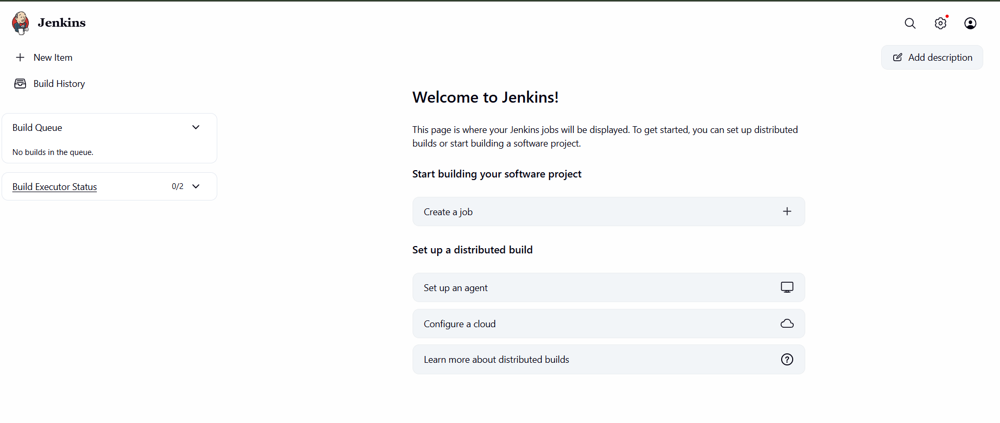 Jenkins
New Item
Add description
Build History
Welcome to Jenkins!
Build Queue
This page is where your Jenkins jobs will be displayed. To get started, you can set up distributed
builds or start building a software project.
No builds in the queue.
Start building your software project
Build Executor Status 0/2
Create a job
Set up a distributed build
Set up an agent
Configure a cloud
Learn more about distributed builds